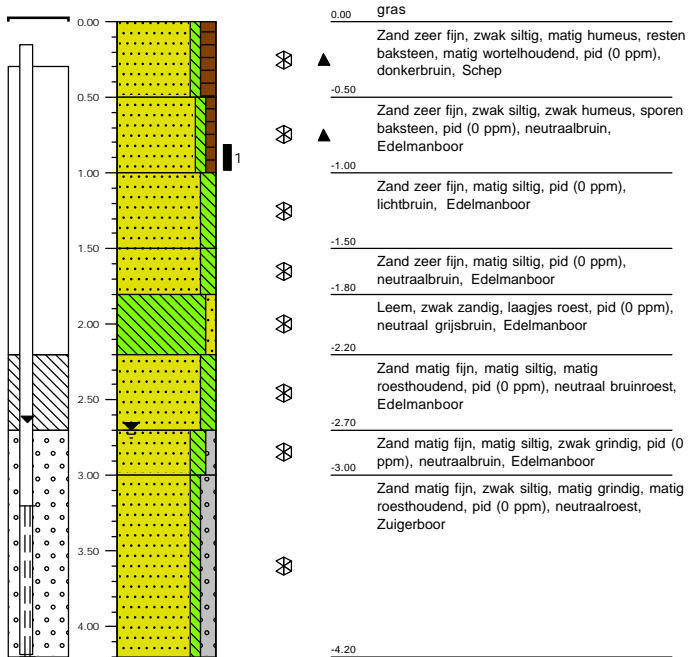 0.00
0.50
1.00
1.50
2.00
2.50
3.00
3.50
4.00
1
0.00
gras
Zand zeer fijn, zwak siltig, matig humeus, resten
baksteen, matig wortelhoudend, pid (0 ppm),
donkerbruin, Schep
-0.50
Zand zeer fijn, zwak siltig, zwak humeus, sporen
baksteen, pid (0 ppm), neutraalbruin,
Edelmanboor
-1.00
Zand zeer fijn, matig siltig, pid (0 ppm),
lichtbruin, Edelmanboor
-1.50
Zand zeer fijn, matig siltig, pid (0 ppm),
neutraalbruin, Edelmanboor
-1.80
Leem, zwak zandig, laagjes roest, pid (0 ppm),
neutraal grijsbruin, Edelmanboor
-2.20
Zand matig fijn, matig siltig, matig
roesthoudend, pid (0 ppm), neutraal bruinroest,
Edelmanboor
-2.70
Zand matig fijn, matig siltig, zwak grindig, pid (0
ppm), neutraalbruin, Edelmanboor
-3.00
Zand matig fijn, zwak siltig, matig grindig, matig
roesthoudend, pid (0 ppm), neutraalroest,
Zuigerboor
-4.20